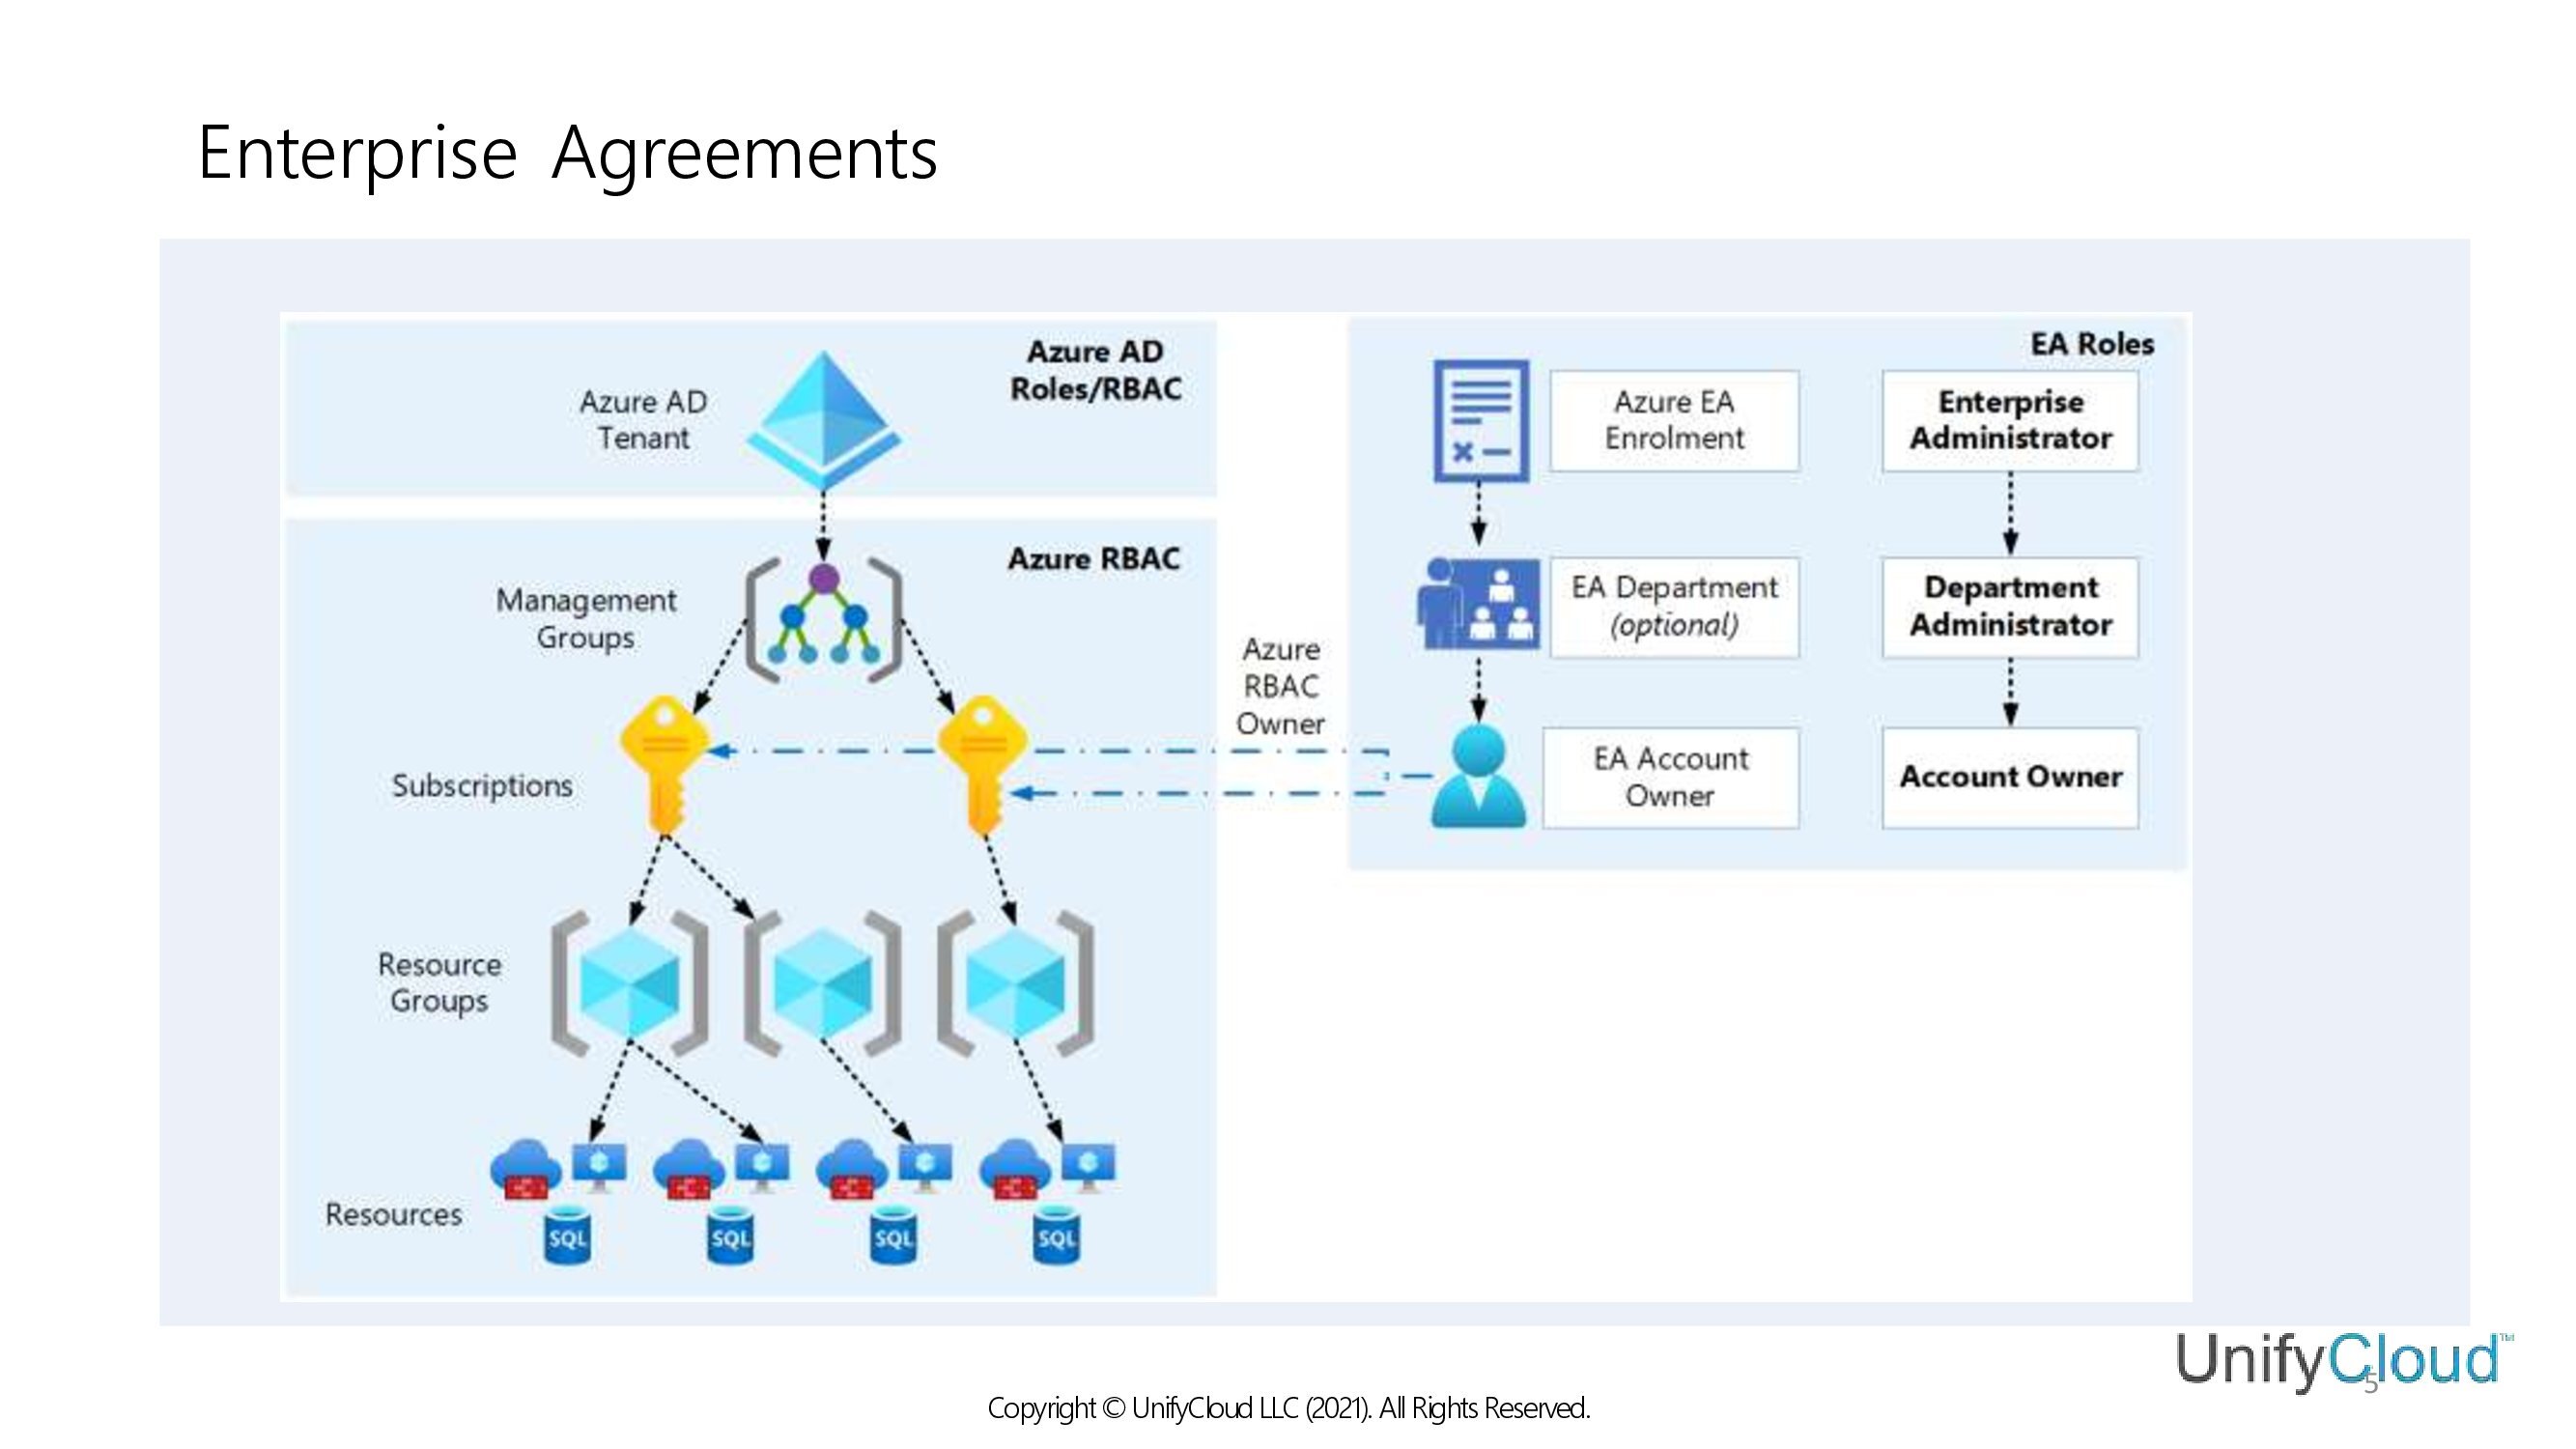 Enterprise Agreements
Azure AD
Roles/RBAC
Azure AD
Tenant
Azure RBAC
Management
Groups
Subscriptions
Resource
Groups
Resources
SQL
SQL
SQL
SQL
Azure
RBAC
Owner
EA Roles
Azure EA
Enrolment
Enterprise
Administrator
EA Department
(optional)
Department
Administrator
EA Account
Owner
Account Owner
UnifyCloud™
5
Copyright © UnifyCloud LLC (2021). All Rights Reserved.